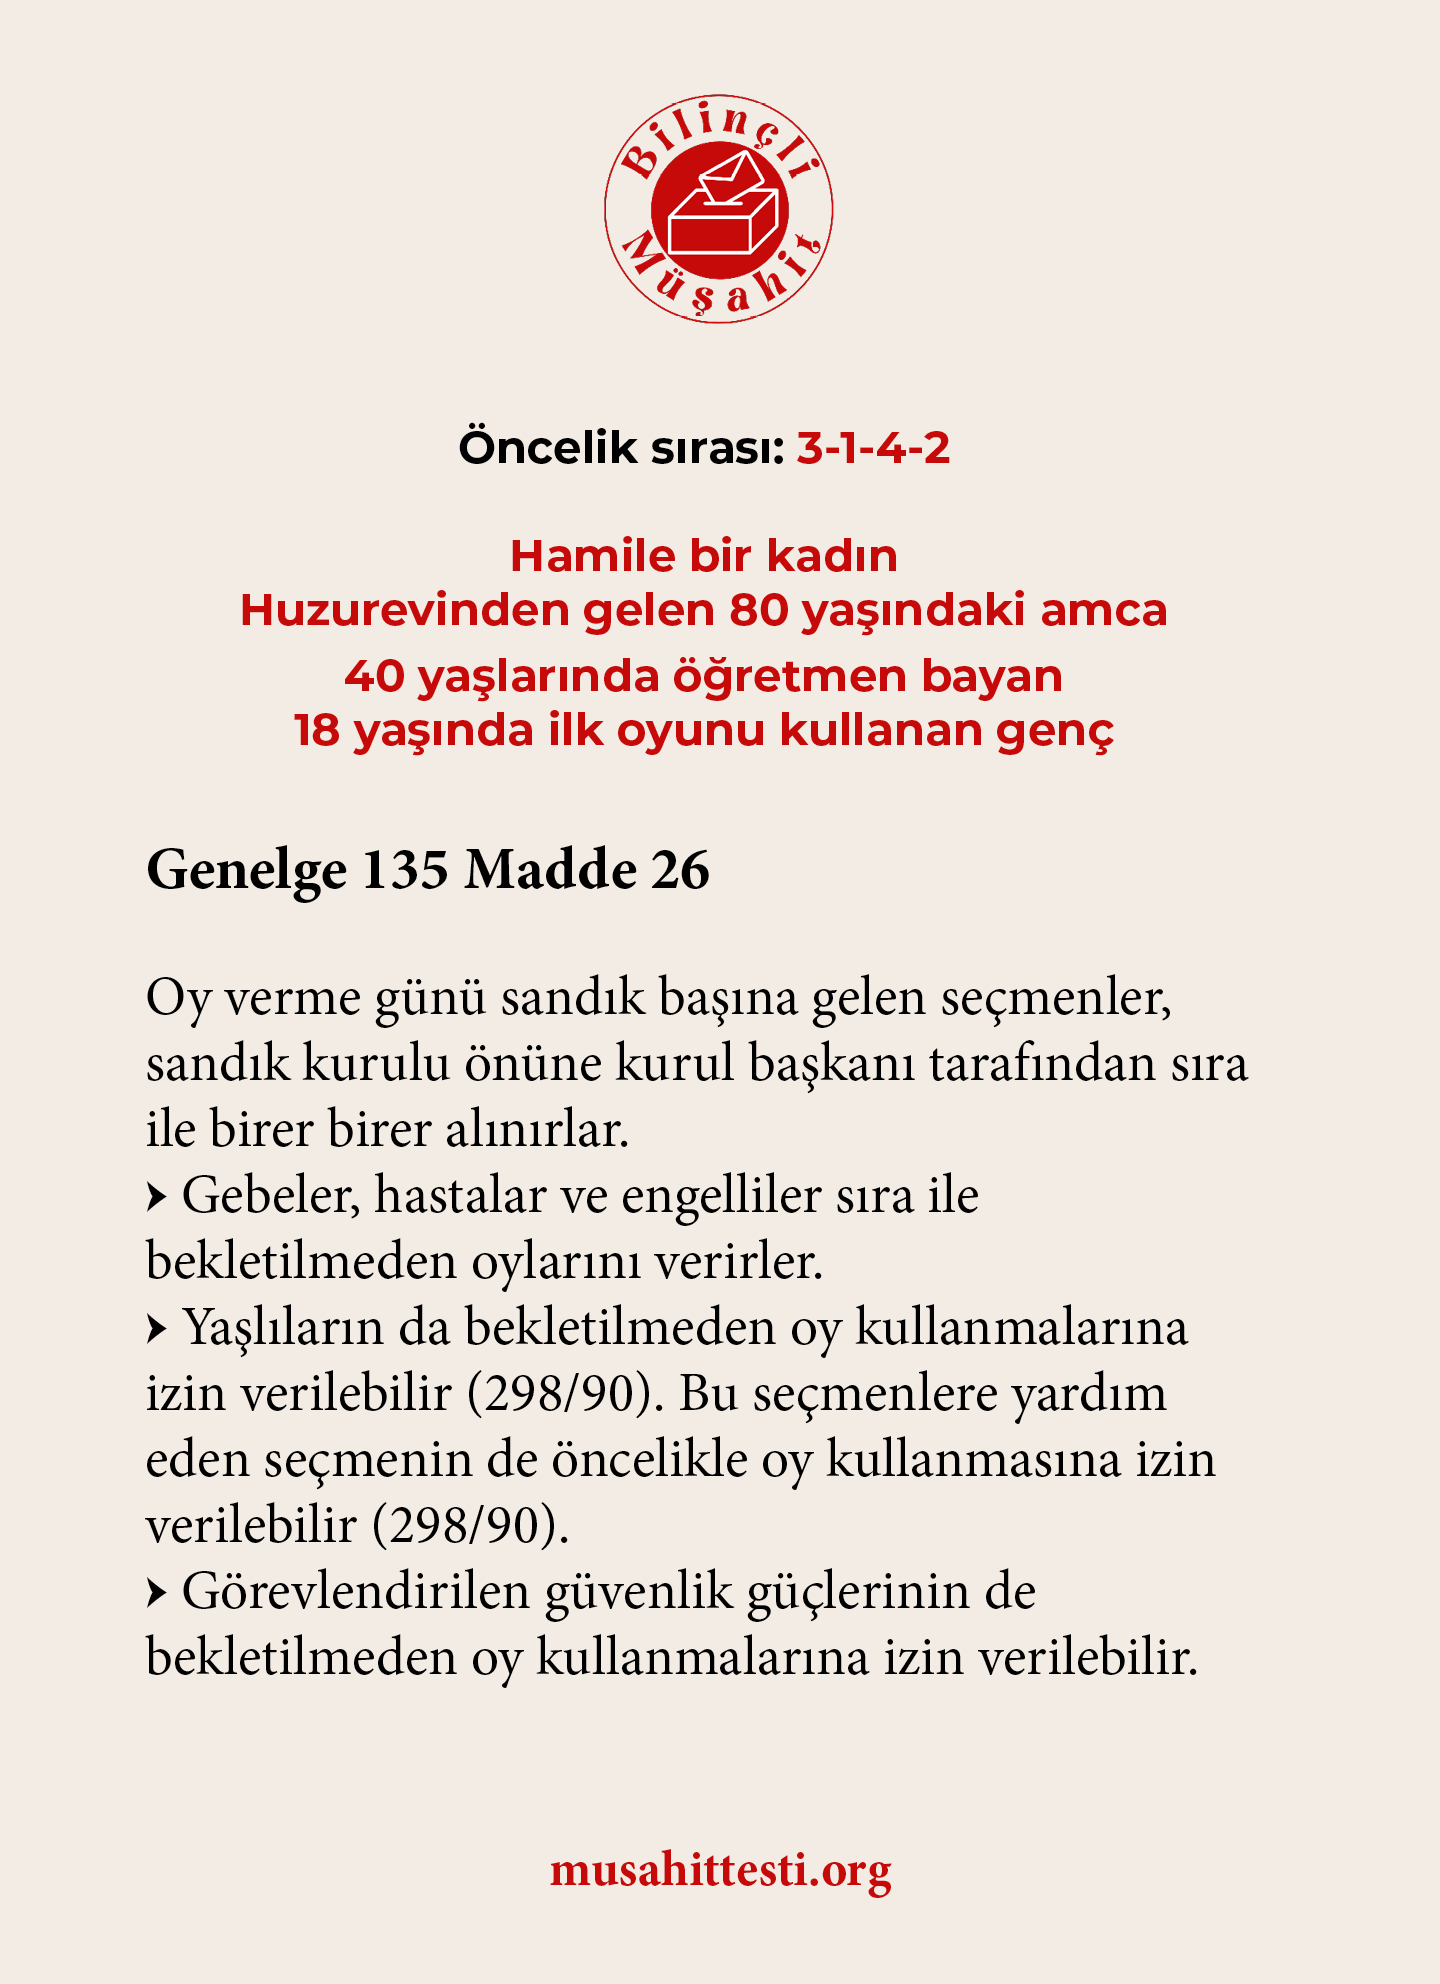 Bilinçli
Müşahit
Öncelik sırası: 3-1-4-2
Hamile bir kadın
Huzurevinden gelen 80 yaşındaki amca
40 yaşlarında öğretmen bayan
18 yaşında ilk oyunu kullanan genç
Genelge 135 Madde 26
Oy verme günü sandık başına gelen seçmenler,
sandık kurulu önüne kurul başkanı tarafından sıra
ile birer birer alınırlar.
➤ Gebeler, hastalar ve engelliler sıra ile
bekletilmeden oylarını verirler.
➤ Yaşlıların da bekletilmeden oy kullanmalarına
izin verilebilir (298/90). Bu seçmenlere yardım
eden seçmenin de öncelikle oy kullanmasına izin
verilebilir (298/90).
➤ Görevlendirilen güvenlik güçlerinin de
bekletilmeden oy kullanmalarına izin verilebilir.
musahittesti.org